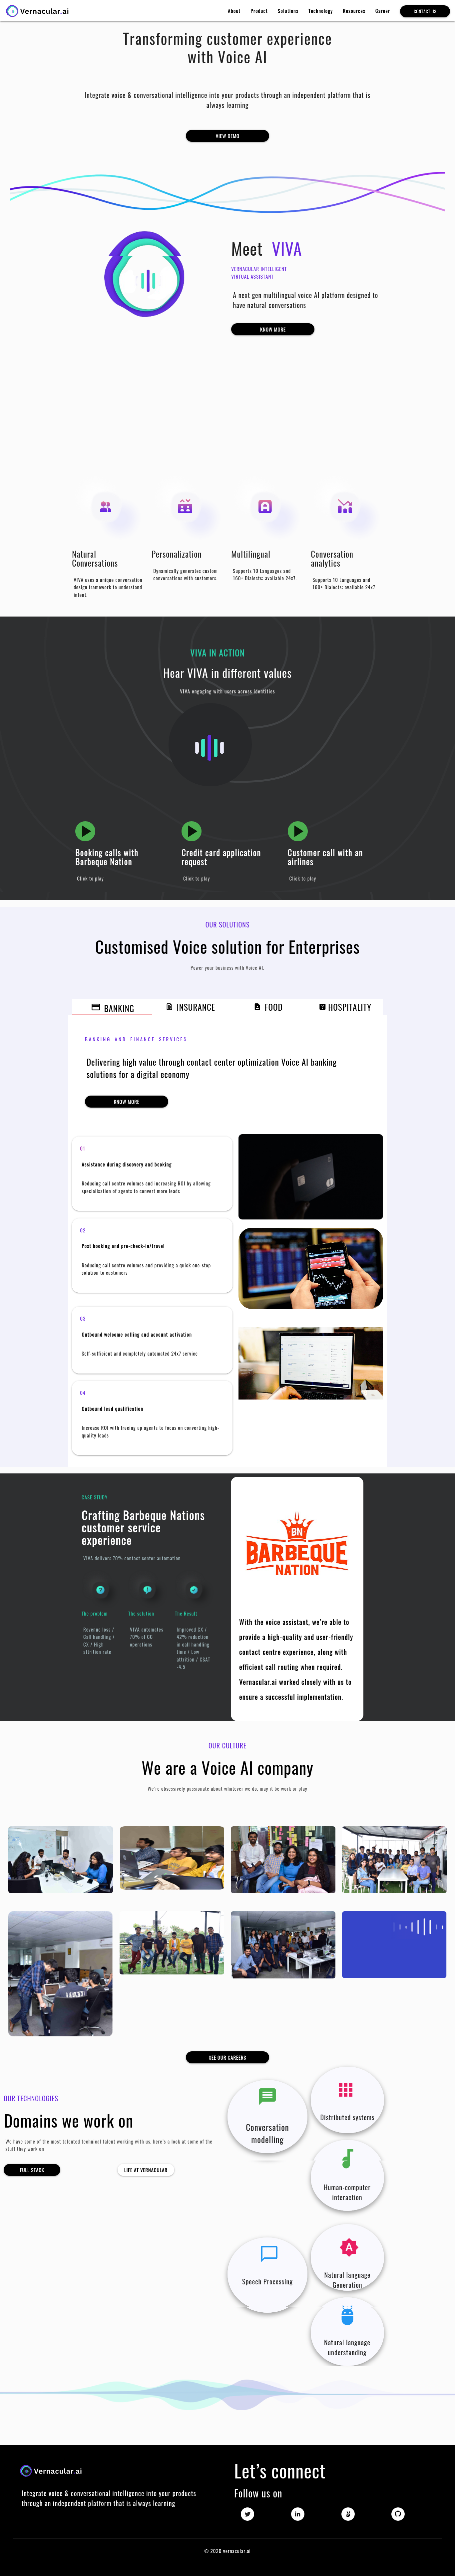 Vernacular.ai
About Product Solutions Technology Resources Career CONTACT US
Transforming customer experience
with Voice AI
Integrate voice & conversational intelligence into your products through an independent platform that is
always learning
VIEW DEMO
Meet VIVA
VERNACULAR INTELLIGENT
VIRTUAL ASSISTANT
A next gen multilingual voice AI platform designed to
have natural conversations
KNOW MORE
Natural
Conversations
VIVA uses a unique conversation
design framework to understand
intent.
Personalization
Dynamically generates custom
conversations with customers.
Multilingual
Supports 10 Languages and
160+ Dialects: available 24x7.
Conversation
analytics
Supports 10 Languages and
160+ Dialects: available 24x7
VIVA IN ACTION
Hear VIVA in different values
VIVA engaging with users across identities
Booking calls with
Barbeque Nation
Click to play
Credit card application
request
Click to play
Customer call with an
airlines
Click to play
OUR SOLUTIONS
Customised Voice solution for Enterprises
Power your business with Voice AI.
BANKING INSURANCE FOOD HOSPITALITY
BANKING AND FINANCE SERVICES
Delivering high value through contact center optimization Voice AI banking
solutions for a digital economy
KNOW MORE
01
Assistance during discovery and booking
Reducing call centre volumes and increasing ROI by allowing
specialisation of agents to convert more leads
02
Post booking and pre-check-in/travel
Reducing call centre volumes and providing a quick one-stop
solution to customers
03
Outbound welcome calling and account activation
Self-sufficient and completely automated 24x7 service
04
Outbound lead qualification
Increase ROI with freeing up agents to focus on converting high-
quality leads
CASE STUDY
Crafting Barbeque Nations
customer service
experience
VIVA delivers 70% contact center automation
The problem
Revenue loss /
Call handling /
CX / High
attrition rate
The solution
VIVA automates
70% of CC
operations
The Result
Improved CX /
42% reduction
in call handling
time / Low
attrition / CSAT
-4.5
BN
BARBEQUE
NATION
With the voice assistant, we're able to
provide a high-quality and user-friendly
contact centre experience, along with
efficient call routing when required.
Vernacular.ai worked closely with us to
ensure a successful implementation.
OUR CULTURE
We are a Voice AI company
We're obsessively passionate about whatever we do, may it be work or play
SEE OUR CAREERS
OUR TECHNOLOGIES
Domains we work on
We have some of the most talented technical talent working with us, here's a look at some of the
stuff they work on
FULL STACK
LIFE AT VERNACULAR
Conversation
modelling
Distributed systems
Human-computer
interaction
Speech Processing
Natural language
Generation
Natural language
understanding
Vernacular.ai
Integrate voice & conversational intelligence into your products
through an independent platform that is always learning
Let's connect
Follow us on
© 2020 vernacular.ai